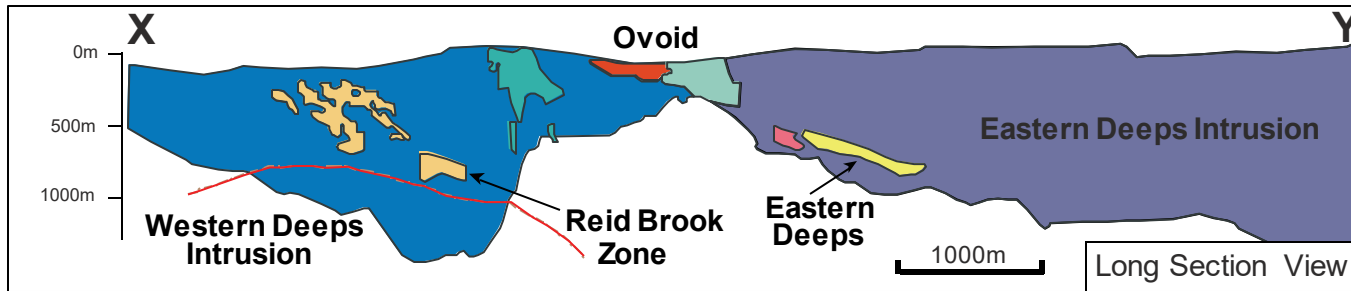 X
Y
0m
500m
1000m
Ovoid
Eastern Deeps Intrusion
Western Deeps
Intrusion
Reid Brook
Zone
Eastern
Deeps
1000m
Long Section View